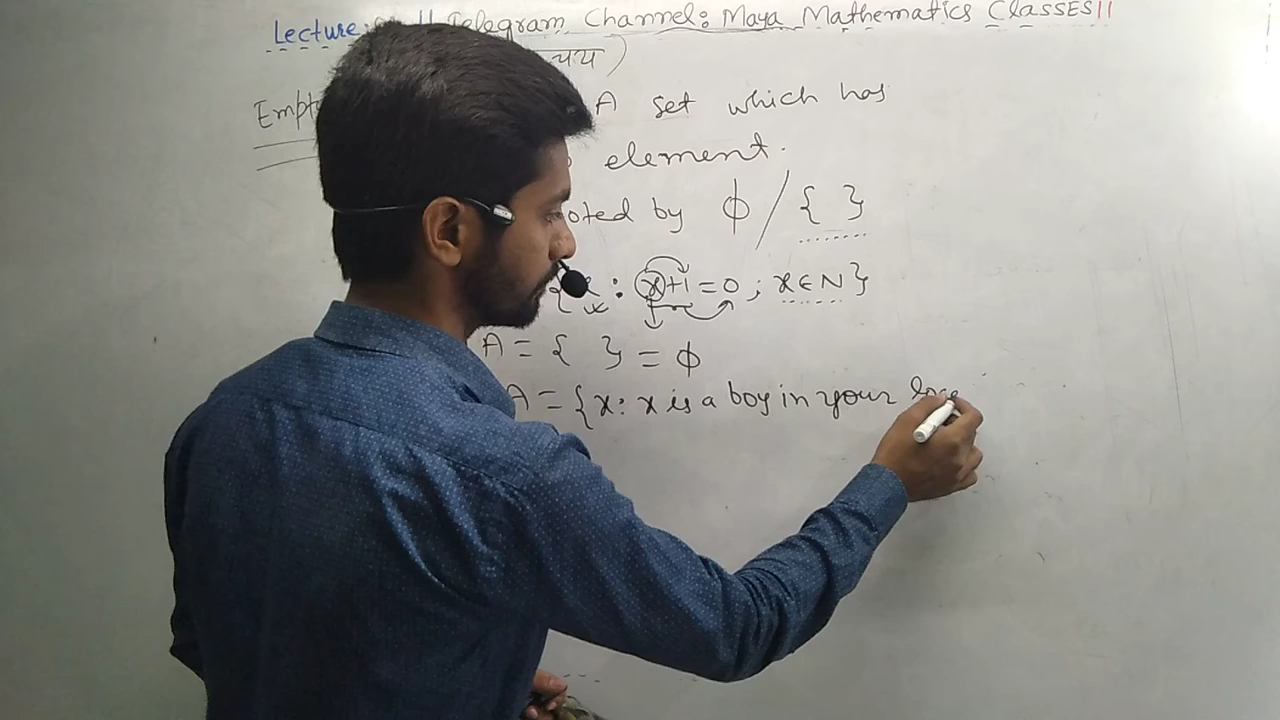 Lecture: || Telegram Channel: Maya Mathematics Classes ||
चय )
Empt A set which has
element.
oted by ϕ / { }
{ x : x+1 = 0 ; x ∈ N }
A = { } = ϕ
A = { x : x is a boy in your